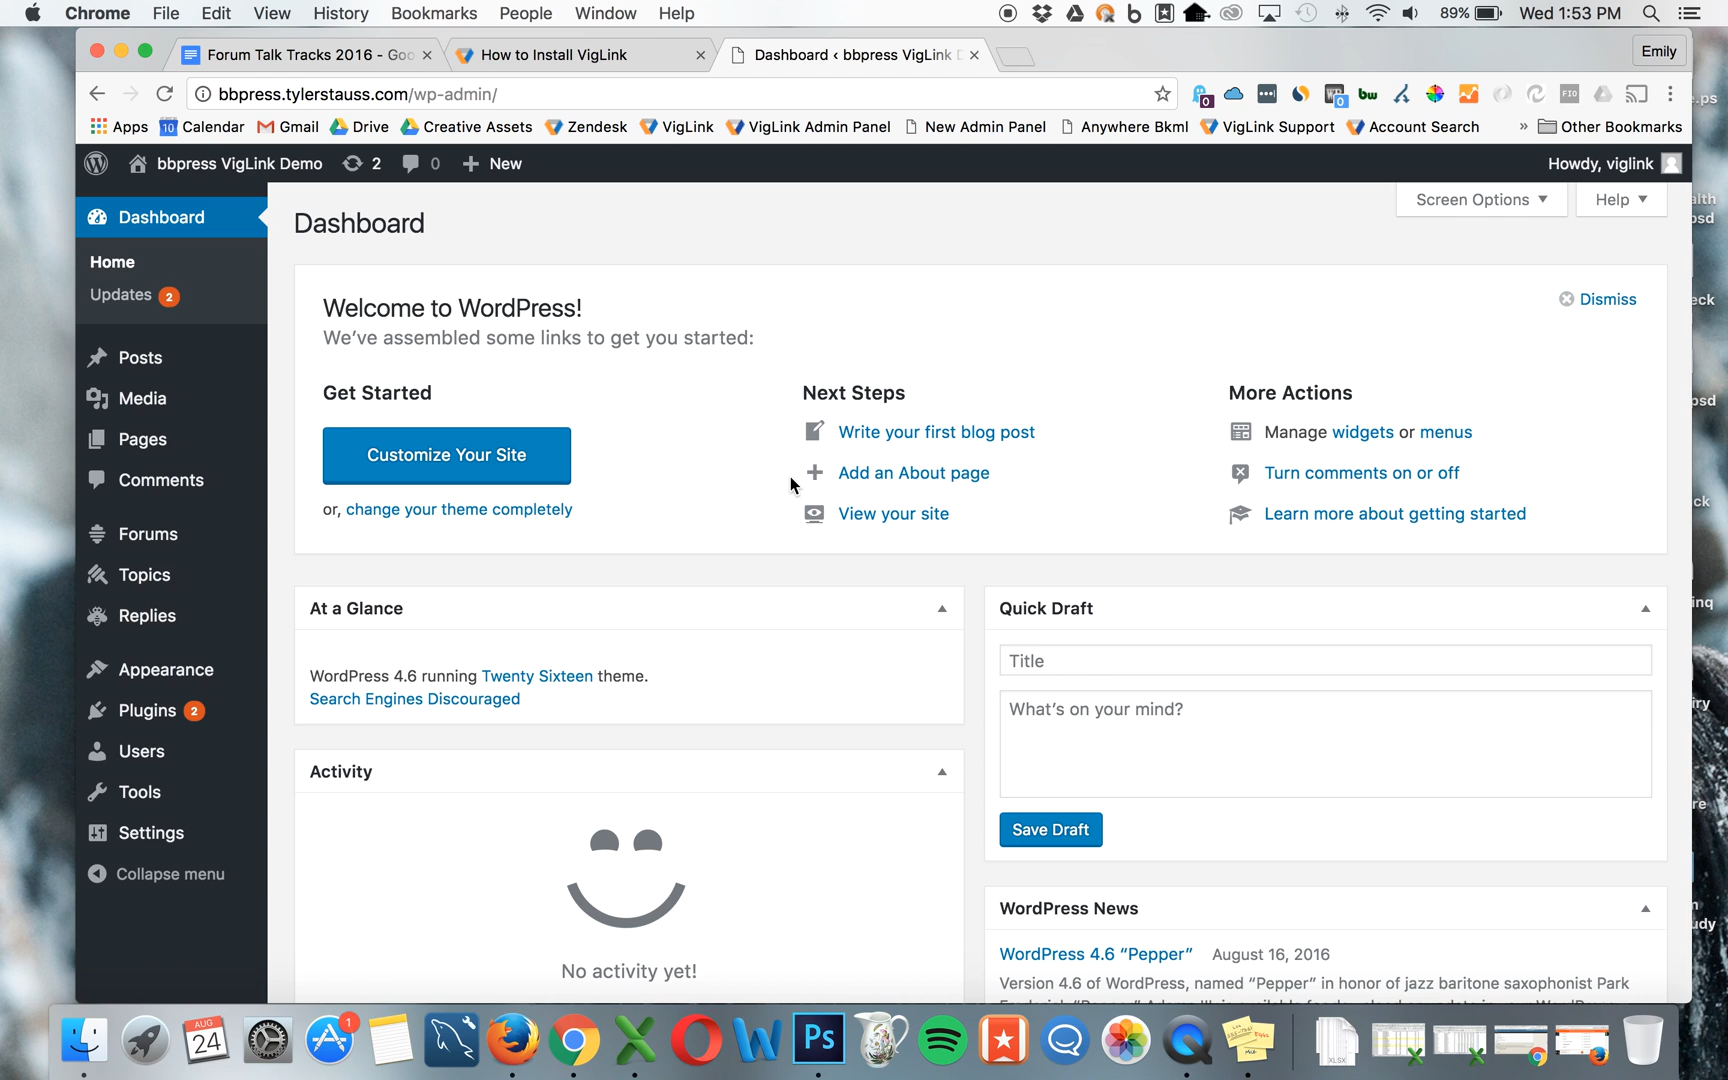 Chrome File Edit View History Bookmarks People Window Help 89% Wed 1:53 PM
Forum Talk Tracks 2016 - Goo How to Install VigLink Dashboard ‹ bbpress VigLink D Emily
bbpress.tylerstauss.com/wp-admin/
Apps Calendar Gmail Drive Creative Assets Zendesk VigLink VigLink Admin Panel New Admin Panel Anywhere Bkml VigLink Support Account Search » Other Bookmarks
bbpress VigLink Demo 2 0 New Howdy, viglink
Dashboard
Home
Updates 2
Posts
Media
Pages
Comments
Forums
Topics
Replies
Appearance
Plugins 2
Users
Tools
Settings
Collapse menu
Screen Options Help
Dashboard
Welcome to WordPress!
Dismiss
We've assembled some links to get you started:
Get Started
Customize Your Site
or, change your theme completely
Next Steps
Write your first blog post
Add an About page
View your site
More Actions
Manage widgets or menus
Turn comments on or off
Learn more about getting started
At a Glance
WordPress 4.6 running Twenty Sixteen theme.
Search Engines Discouraged
Activity
No activity yet!
Quick Draft
Title
What's on your mind?
Save Draft
WordPress News
WordPress 4.6 "Pepper" August 16, 2016
Version 4.6 of WordPress, named "Pepper" in honor of jazz baritone saxophonist Park
AUG
24
1
Ps
XLSX